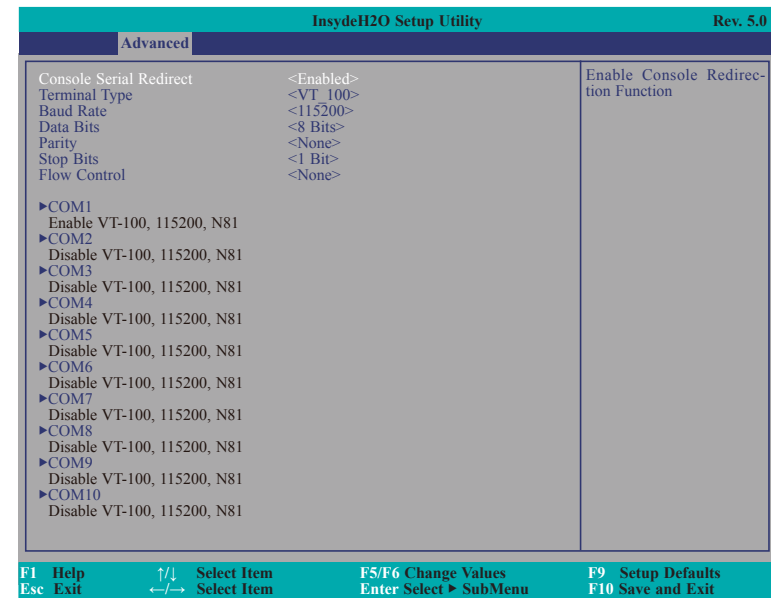 InsydeH2O Setup Utility Rev. 5.0
Advanced
Console Serial Redirect <Enabled>
Terminal Type <VT_100>
Baud Rate <115200>
Data Bits <8 Bits>
Parity <None>
Stop Bits <1 Bit>
Flow Control <None>
►COM1
Enable VT-100, 115200, N81
►COM2
Disable VT-100, 115200, N81
►COM3
Disable VT-100, 115200, N81
►COM4
Disable VT-100, 115200, N81
►COM5
Disable VT-100, 115200, N81
►COM6
Disable VT-100, 115200, N81
►COM7
Disable VT-100, 115200, N81
►COM8
Disable VT-100, 115200, N81
►COM9
Disable VT-100, 115200, N81
►COM10
Disable VT-100, 115200, N81
Enable Console Redirec-
tion Function
F1 Help ↑/↓ Select Item F5/F6 Change Values F9 Setup Defaults
Esc Exit ←/→ Select Item Enter Select ► SubMenu F10 Save and Exit